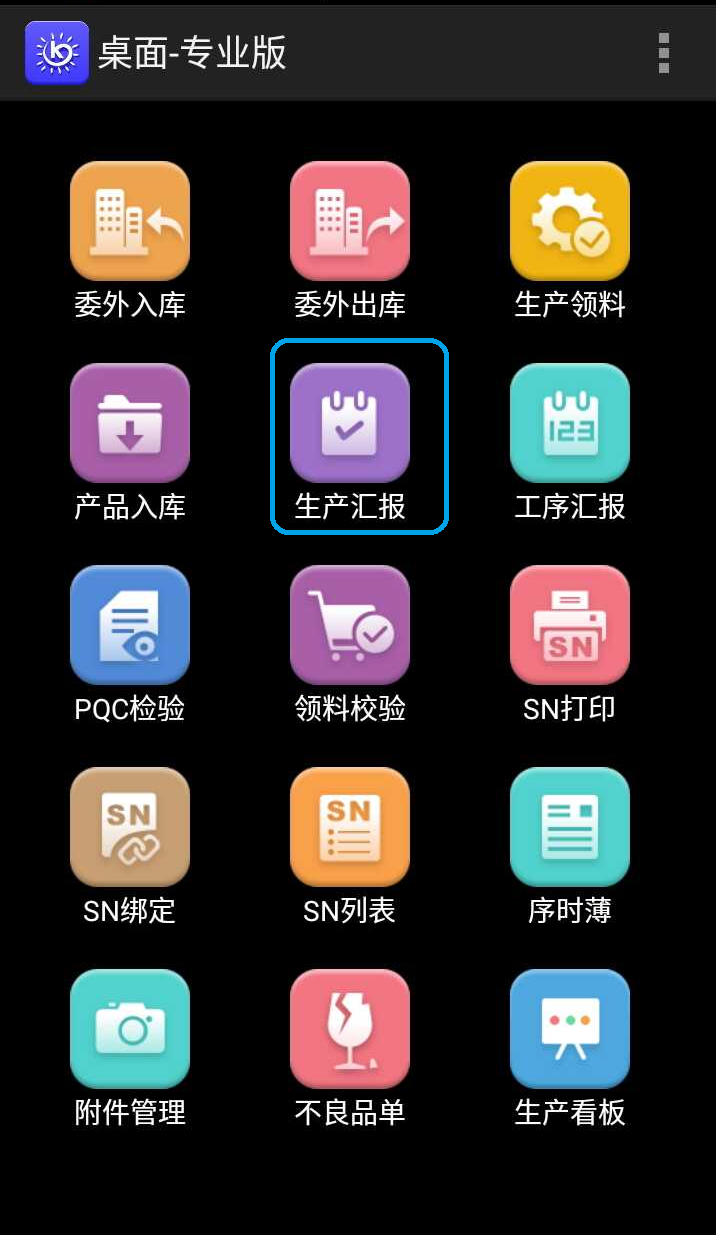 桌面-专业版
委外入库 委外出库 生产领料
产品入库 生产汇报 工序汇报
123
PQC检验 领料校验 SN打印
SN
SN绑定 SN列表 序时薄
SN SN
附件管理 不良品单 生产看板